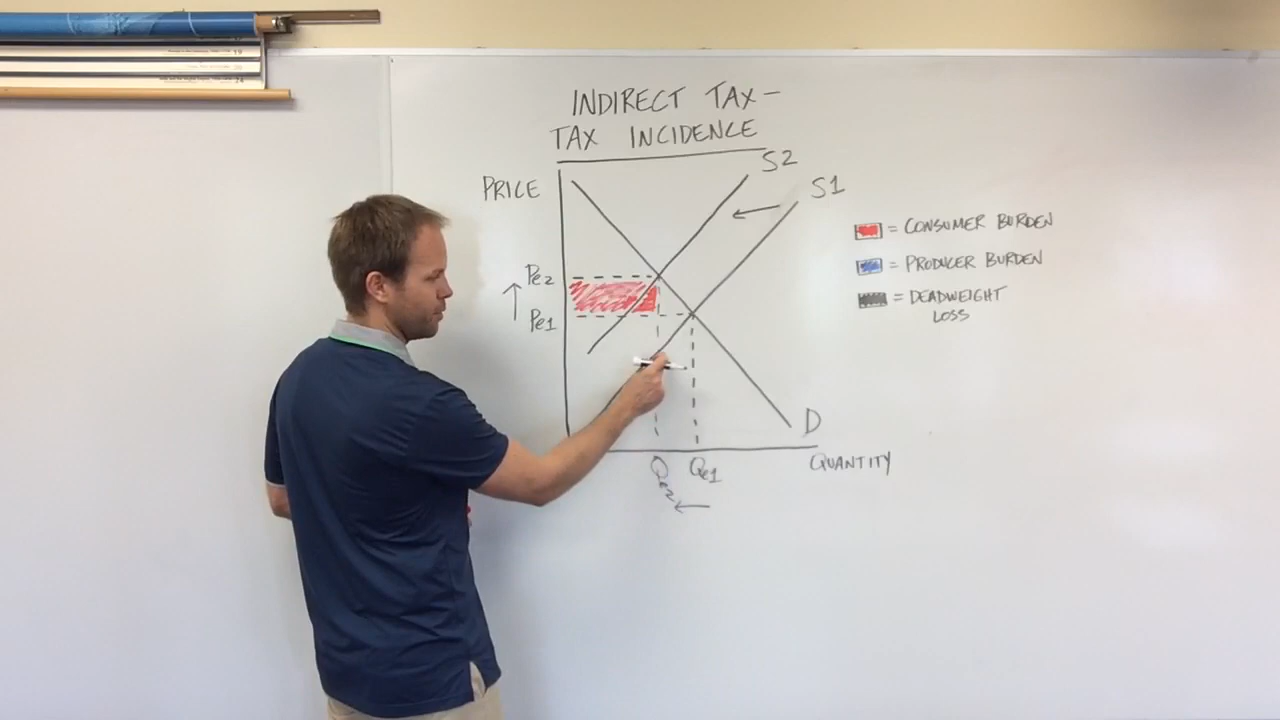 INDIRECT TAX-
TAX INCIDENCE
S2
PRICE
S1
= CONSUMER BURDEN
= PRODUCER BURDEN
= DEADWEIGHT
LOSS
Pe2
Pe1
D
Qe2
Qe1
QUANTITY